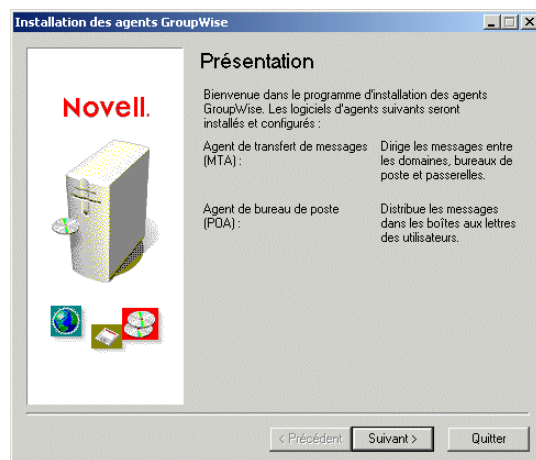 Installation des agents GroupWise
Présentation
Novell.
Bienvenue dans le programme d'installation des agents
GroupWise. Les logiciels d'agents suivants seront
installés et configurés :
Agent de transfert de messages
(MTA) :
Dirige les messages entre
les domaines, bureaux de
poste et passerelles.
Agent de bureau de poste
(POA) :
Distribue les messages
dans les boîtes aux lettres
des utilisateurs.
< Précédent
Suivant >
Quitter